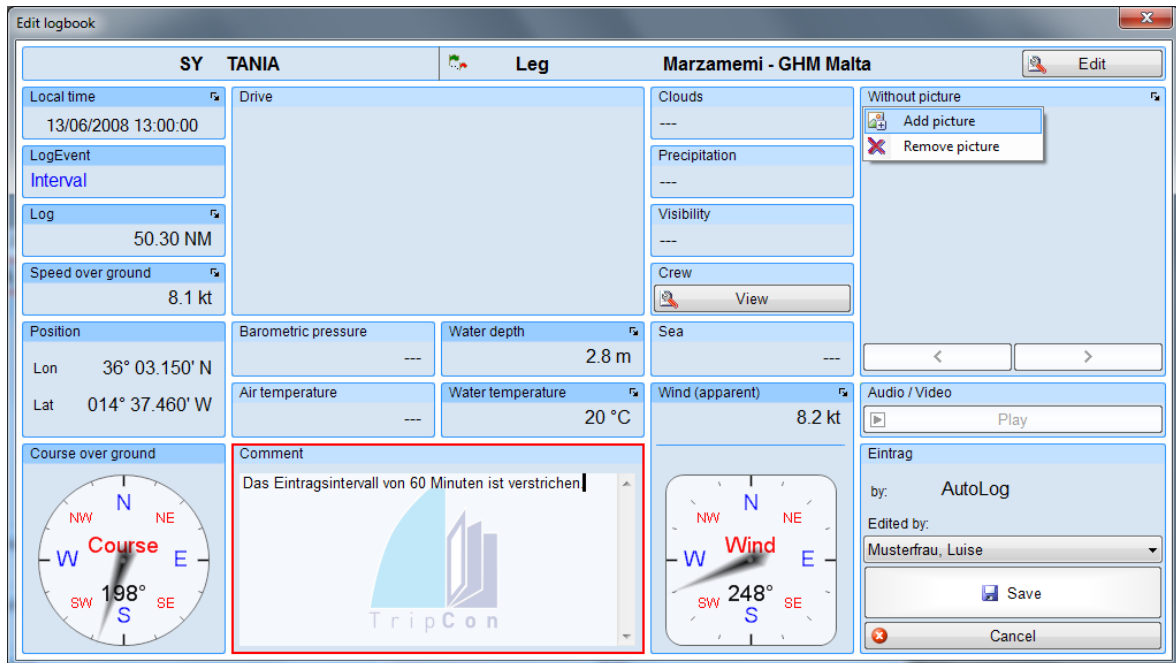 Edit logbook
SY TANIA Leg Marzamemi - GHM Malta Edit
Local time
13/06/2008 13:00:00
LogEvent
Interval
Log
50.30 NM
Speed over ground
8.1 kt
Position
Lon 36° 03.150' N
Lat 014° 37.460' W
Course over ground
N
NW NE
Course
W E
198°
SW SE
S
Drive
Barometric pressure
---
Air temperature
---
Water depth
2.8 m
Water temperature
20 °C
Comment
Das Eintragsintervall von 60 Minuten ist verstrichen.
TripCon
Clouds
---
Precipitation
---
Visibility
---
Crew
View
Sea
---
Wind (apparent)
8.2 kt
N
NW NE
Wind
W E
248°
SW SE
S
Without picture
Add picture
Remove picture
< >
Audio / Video
Play
Eintrag
by: AutoLog
Edited by:
Musterfrau, Luise
Save
Cancel